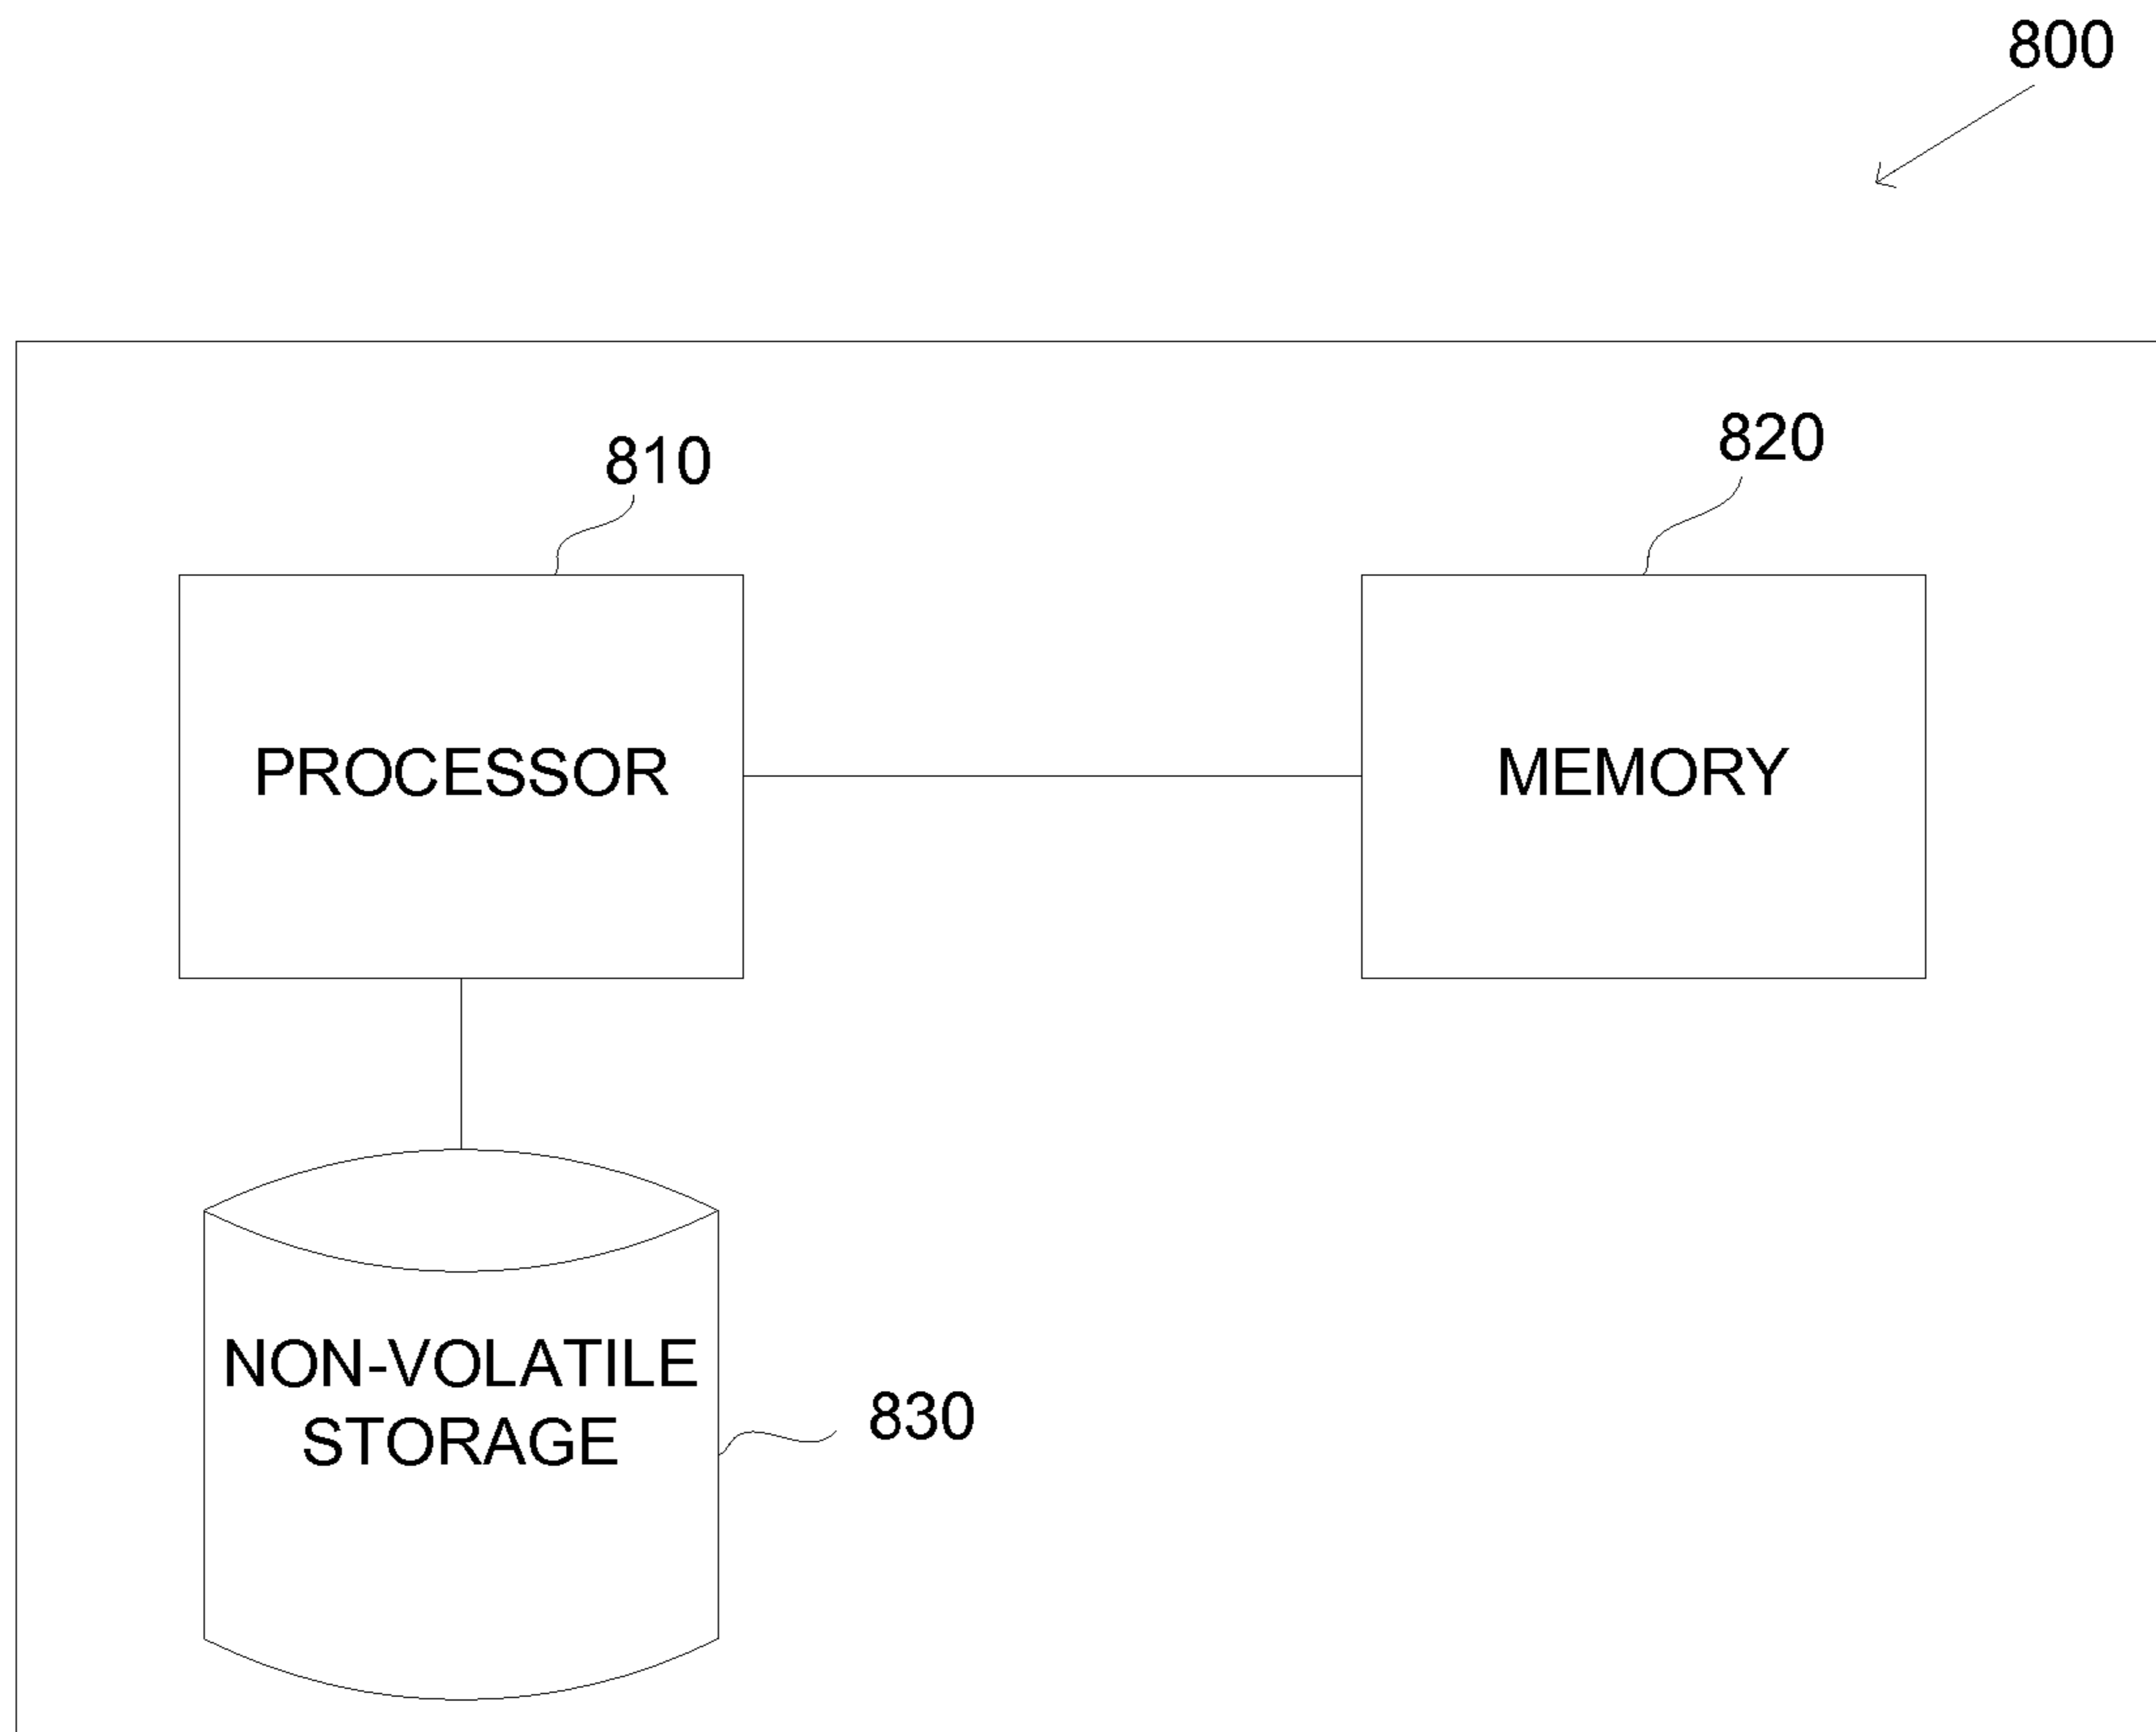 800
810
820
PROCESSOR
MEMORY
NON-VOLATILE
STORAGE
830